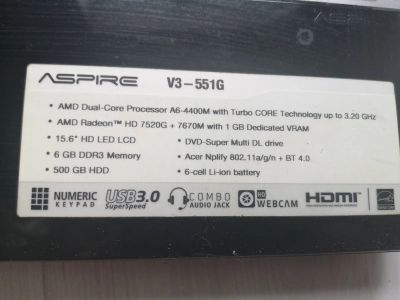 ASPIRE V3-551G
• AMD Dual-Core Processor A6-4400M with Turbo CORE Technology up to 3.20 GHz
• AMD Radeon™ HD 7520G + 7670M with 1 GB Dedicated VRAM
• 15.6" HD LED LCD • DVD-Super Multi DL drive
• 6 GB DDR3 Memory • Acer Nplify 802.11a/g/n + BT 4.0
• 500 GB HDD • 6-cell Li-ion battery
NUMERIC KEYPAD USB 3.0 SuperSpeed COMBO AUDIO JACK HD WEBCAM HDMI